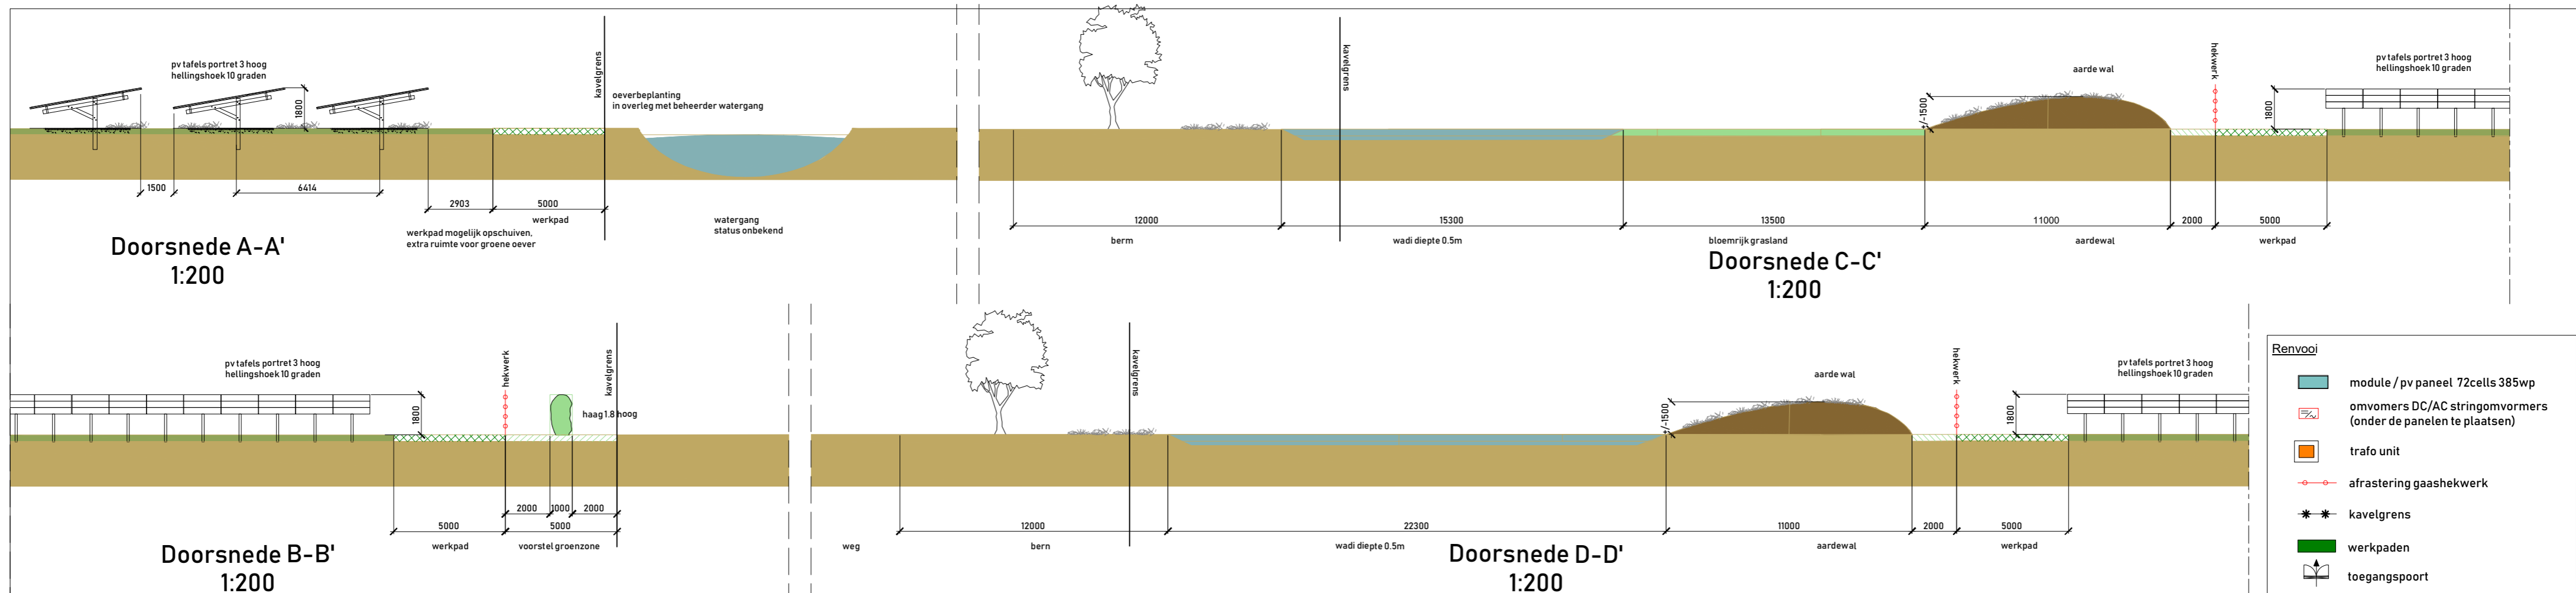 pv tafels portret 3 hoog
hellingshoek 10 graden
1800
kavelgrens
oeverbeplanting
in overleg met beheerder watergang
1500
6414
2903
5000
werkpad
werkpad mogelijk opschuiven,
extra ruimte voor groene oever
watergang
status onbekend
Doorsnede A-A'
1:200
kavelgrens
aarde wal
+/-1500
hekwerk
1800
pv tafels portret 3 hoog
hellingshoek 10 graden
12000
15300
13500
11000
2000
5000
berm
wadi diepte 0.5m
bloemrijk grasland
aardewal
werkpad
Doorsnede C-C'
1:200
pv tafels portret 3 hoog
hellingshoek 10 graden
1800
hekwerk
kavelgrens
haag 1.8 hoog
2000
1000
2000
5000
5000
werkpad
voorstel groenzone
Doorsnede B-B'
1:200
kavelgrens
aarde wal
+/-1500
hekwerk
1800
pv tafels portret 3 hoog
hellingshoek 10 graden
12000
22300
11000
2000
5000
weg
bern
wadi diepte 0.5m
aardewal
werkpad
Doorsnede D-D'
1:200
Renvooi
module / pv paneel 72cells 385wp
omvomers DC/AC stringomvormers
(onder de panelen te plaatsen)
trafo unit
afrastering gaashekwerk
kavelgrens
werkpaden
toegangspoort